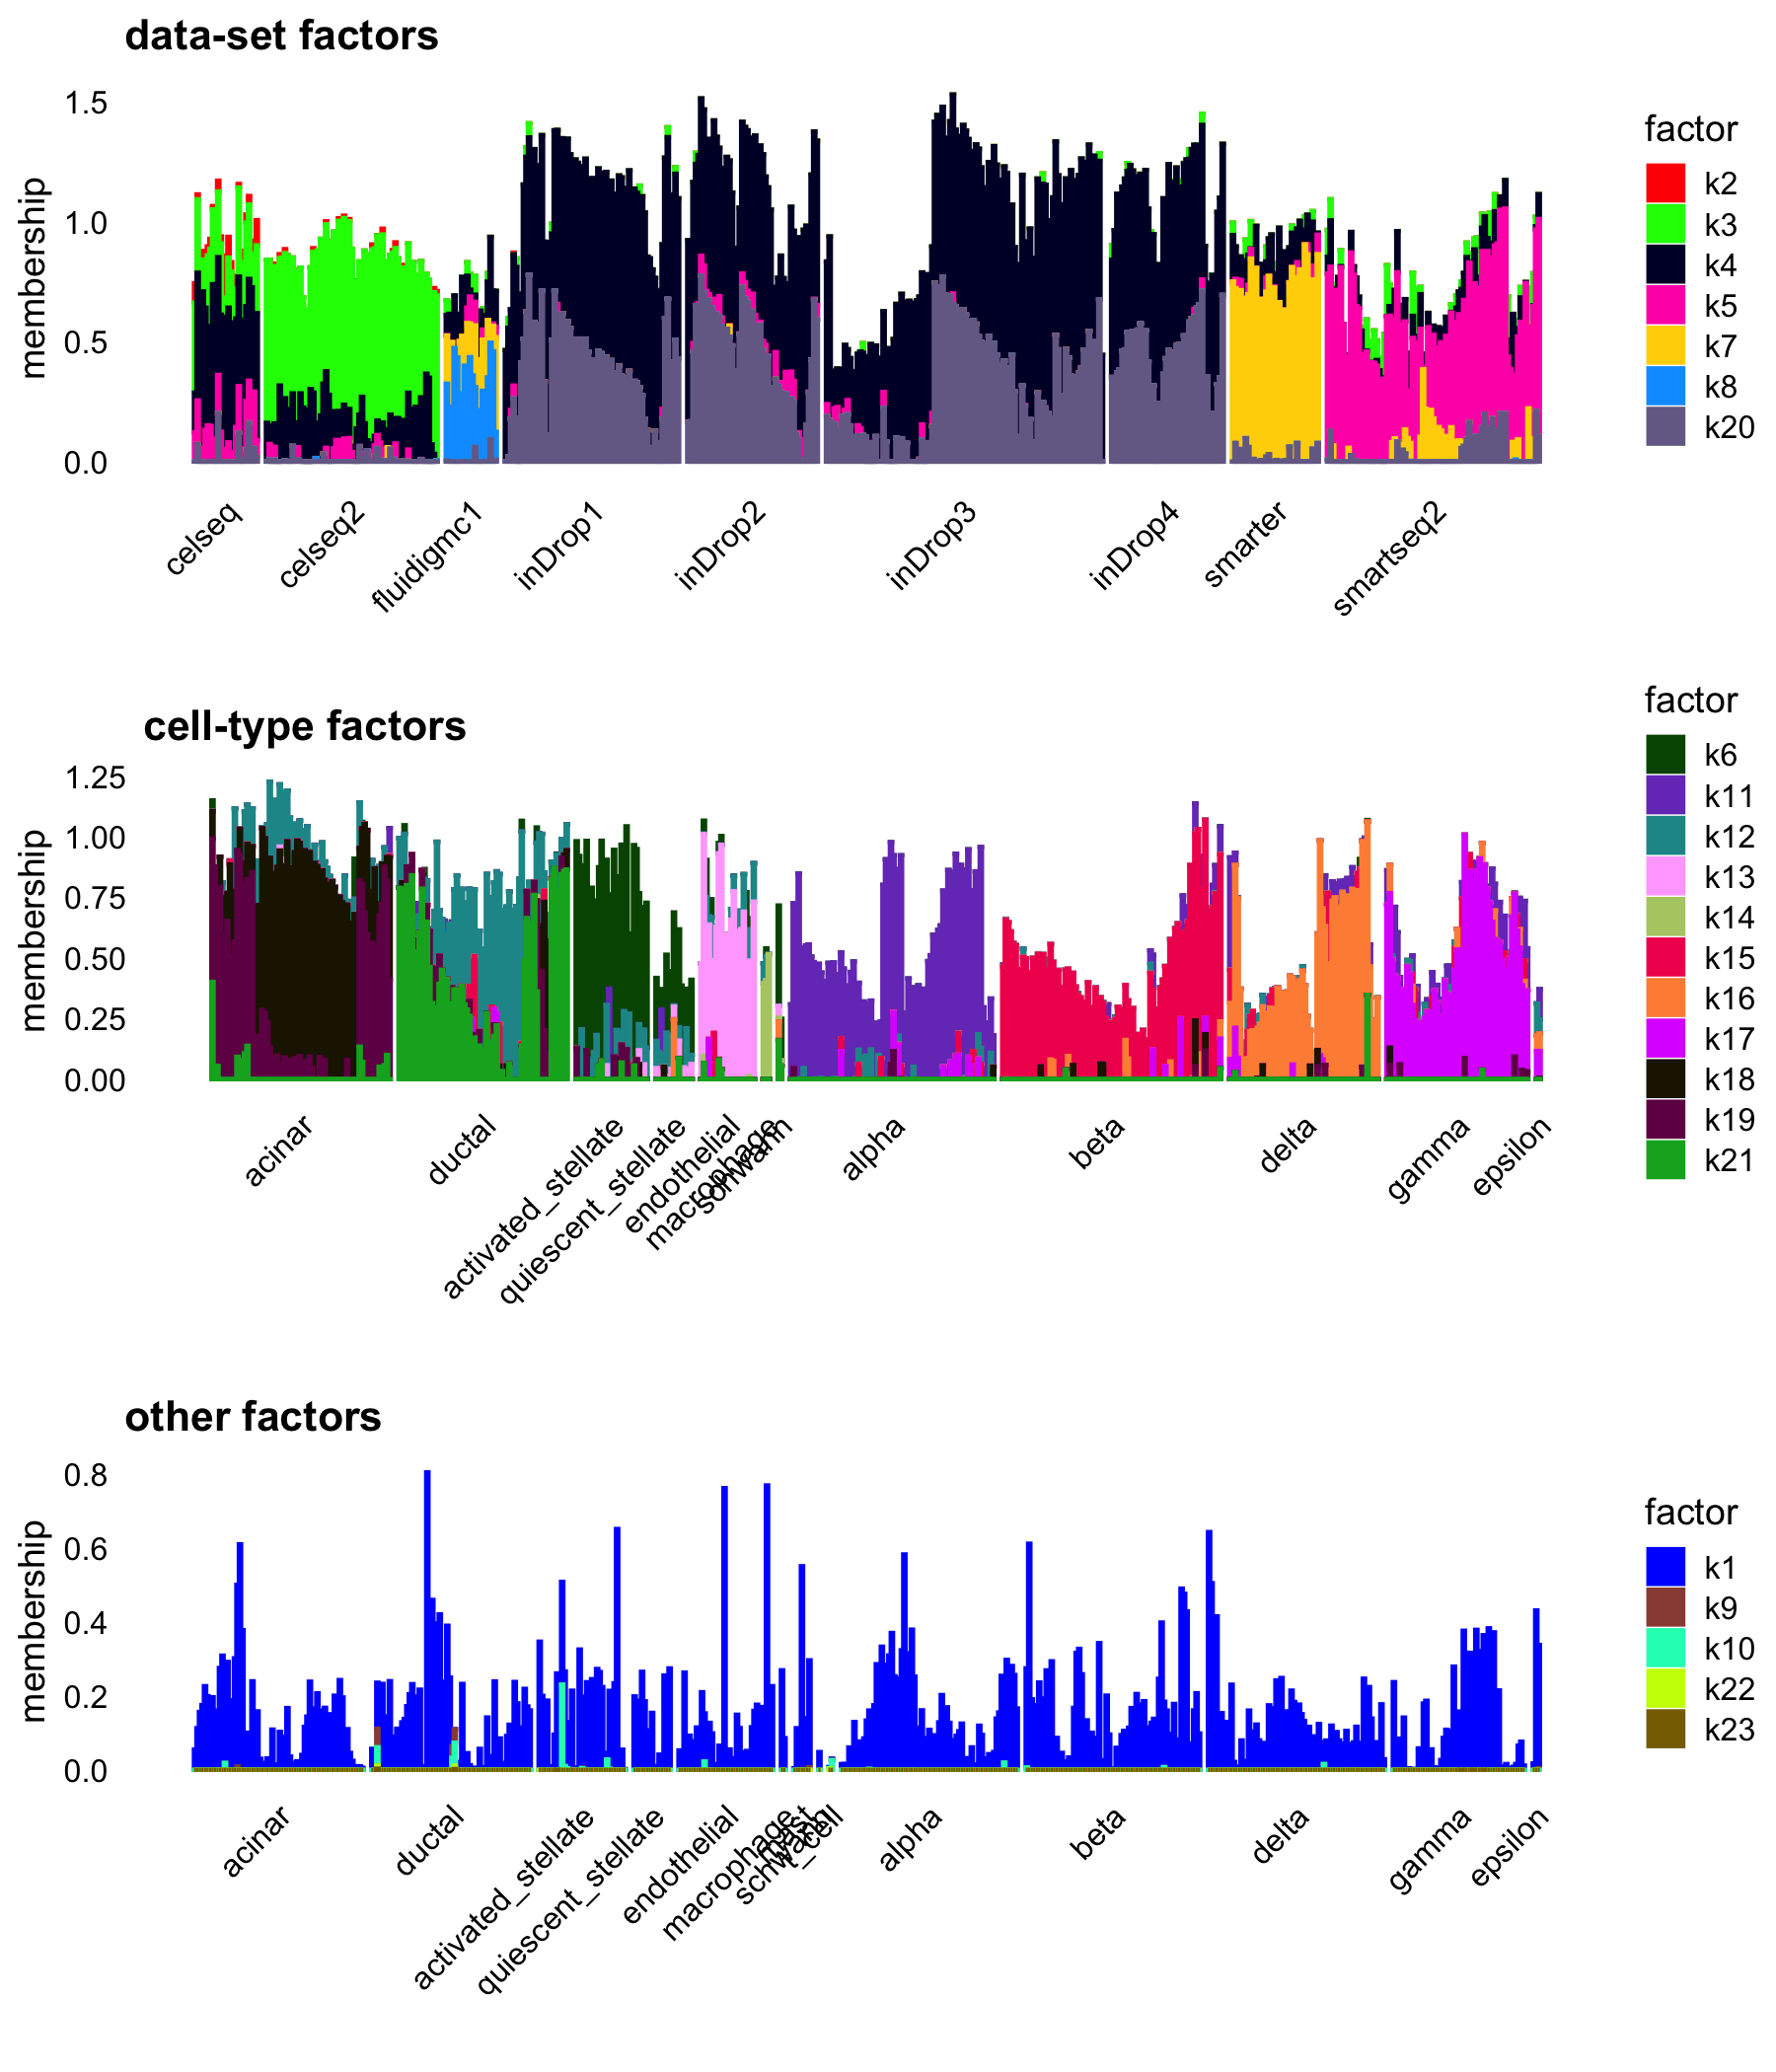 data-set factors
membership
1.5
1.0
0.5
0.0
celseq
celseq2
fluidigmc1
inDrop1
inDrop2
inDrop3
inDrop4
smarter
smartseq2
factor
k2
k3
k4
k5
k7
k8
k20
cell-type factors
membership
1.25
1.00
0.75
0.50
0.25
0.00
acinar
ductal
activated_stellate
quiescent_stellate
endothelial
macrophage
schwann
alpha
beta
delta
gamma
epsilon
factor
k6
k11
k12
k13
k14
k15
k16
k17
k18
k19
k21
other factors
membership
0.8
0.6
0.4
0.2
0.0
acinar
ductal
activated_stellate
quiescent_stellate
endothelial
macrophage
mast
schwann
t_cell
alpha
beta
delta
gamma
epsilon
factor
k1
k9
k10
k22
k23